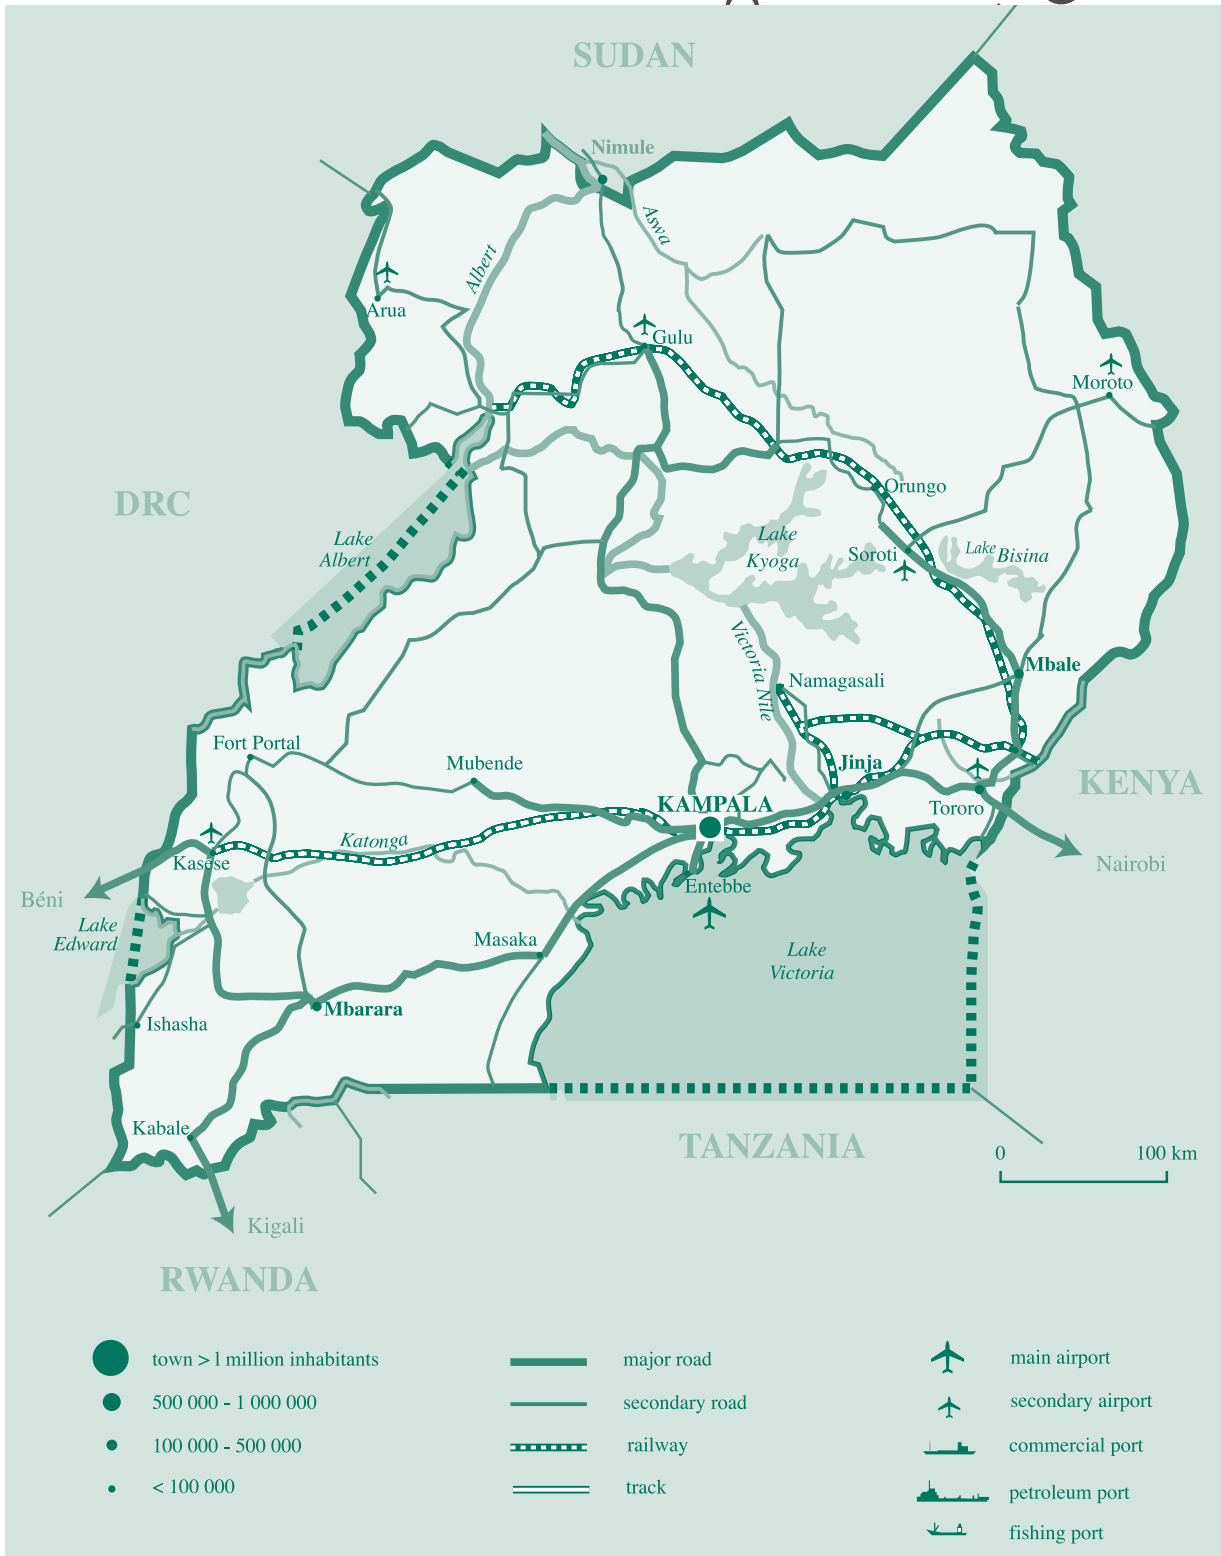 SUDAN
Nimule
Aswa
Albert
Arua
Gulu
Moroto
DRC
Orungo
Lake
Albert
Lake
Kyoga
Soroti
Lake Bisina
Victoria Nile
Mbale
Namagasali
Fort Portal
Mubende
Jinja
KENYA
KAMPALA
Tororo
Katonga
Kasese
Nairobi
Béni
Entebbe
Lake
Edward
Masaka
Lake
Victoria
Mbarara
Ishasha
Kabale
TANZANIA
0 100 km
Kigali
RWANDA
town > 1 million inhabitants
500 000 - 1 000 000
100 000 - 500 000
< 100 000
major road
secondary road
railway
track
main airport
secondary airport
commercial port
petroleum port
fishing port